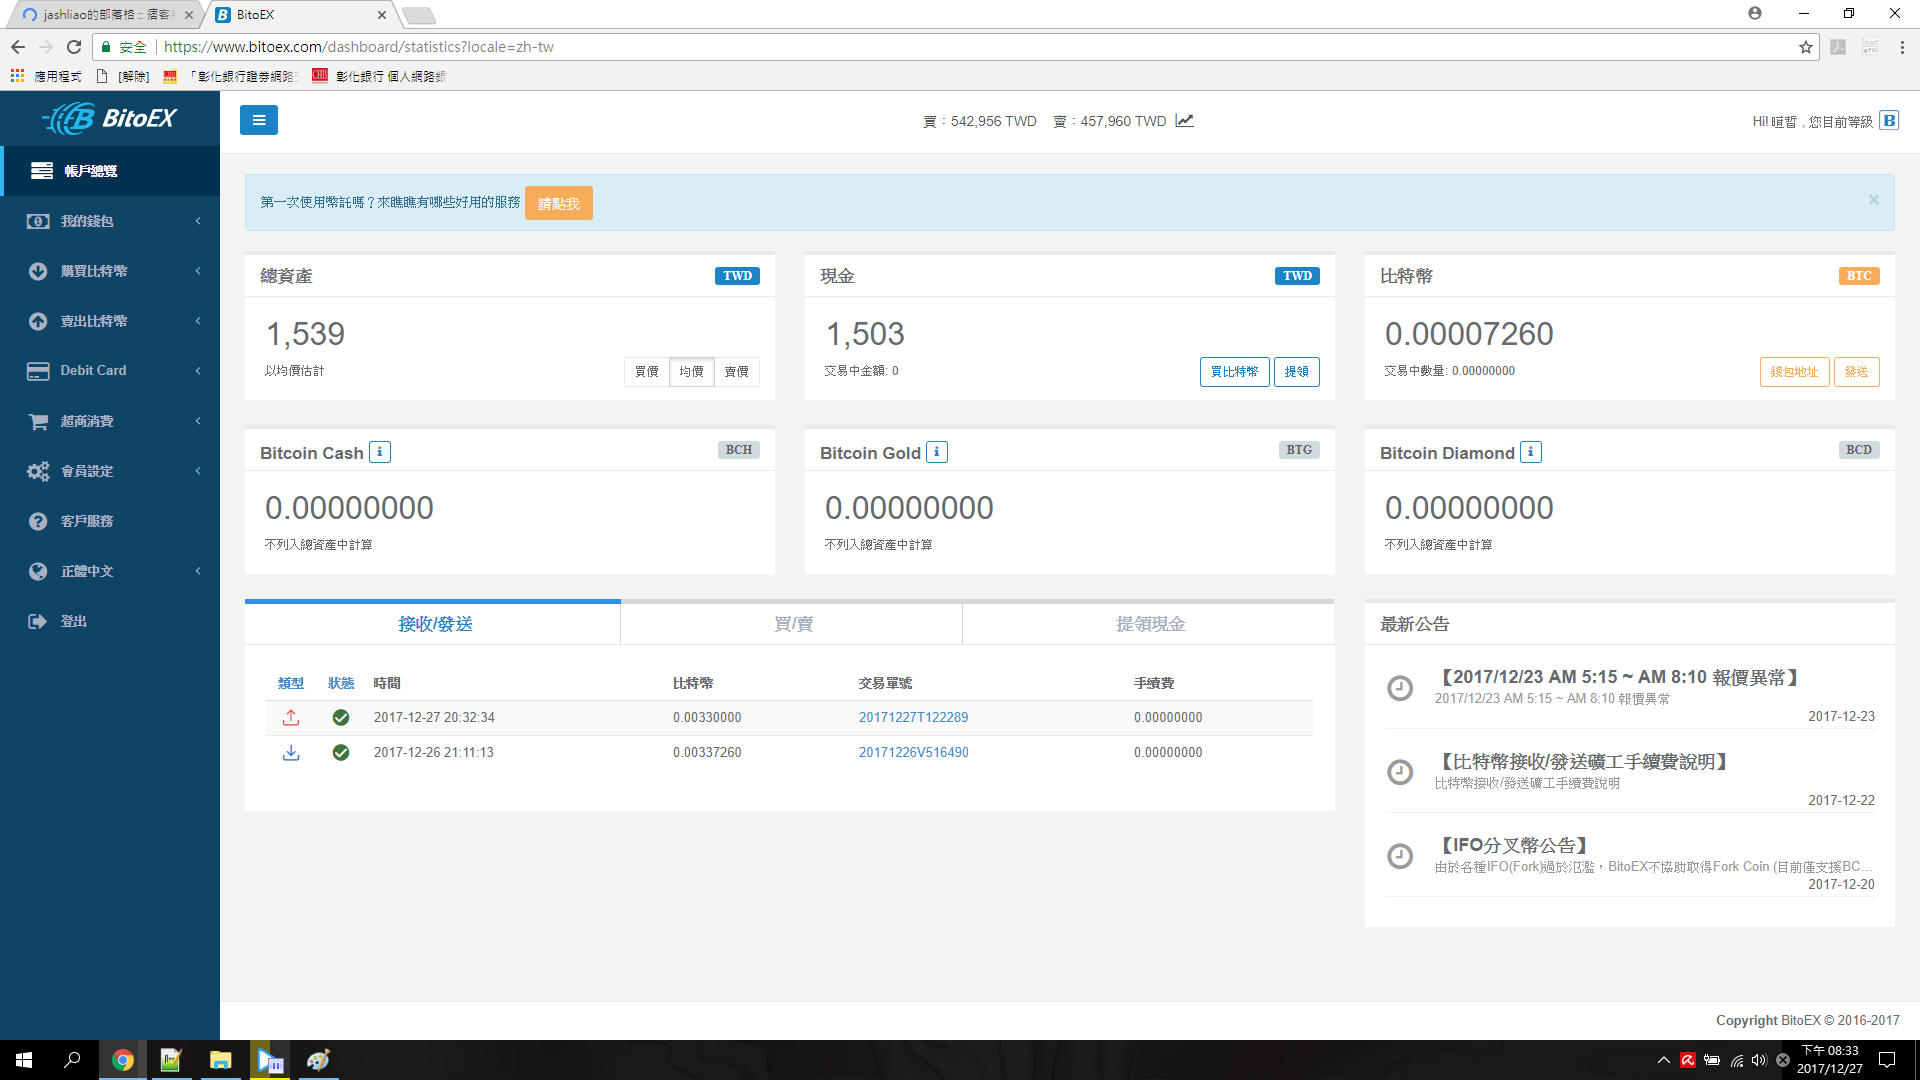 jashliao的部落格 :: 痞客
BitoEX
安全 https://www.bitoex.com/dashboard/statistics?locale=zh-tw
應用程式 [解除] 「彰化銀行證券網路 彰化銀行 個人網路銀
BitoEX
買：542,956 TWD 賣：457,960 TWD
Hi! 暄哲 , 您目前等級 B
帳戶總覽
我的錢包
購買比特幣
賣出比特幣
Debit Card
超商消費
會員設定
客戶服務
正體中文
登出
第一次使用幣託嗎？來瞧瞧有哪些好用的服務 請點我 ×
總資產 TWD
1,539
以均價估計 買價 均價 賣價
現金 TWD
1,503
交易中金額: 0 買比特幣 提領
比特幣 BTC
0.00007260
交易中數量: 0.00000000 錢包地址 發送
Bitcoin Cash i BCH
0.00000000
不列入總資產中計算
Bitcoin Gold i BTG
0.00000000
不列入總資產中計算
Bitcoin Diamond i BCD
0.00000000
不列入總資產中計算
接收/發送 買/賣 提領現金
類型 狀態 時間 比特幣 交易單號 手續費
2017-12-27 20:32:34 0.00330000 20171227T122289 0.00000000
2017-12-26 21:11:13 0.00337260 20171226V516490 0.00000000
最新公告
【2017/12/23 AM 5:15 ~ AM 8:10 報價異常】
2017/12/23 AM 5:15 ~ AM 8:10 報價異常
2017-12-23
【比特幣接收/發送礦工手續費說明】
比特幣接收/發送礦工手續費說明
2017-12-22
【IFO分叉幣公告】
由於各種IFO(Fork)過於氾濫，BitoEX不協助取得Fork Coin (目前僅支援BC...
2017-12-20
Copyright BitoEX © 2016-2017
下午 08:33
2017/12/27